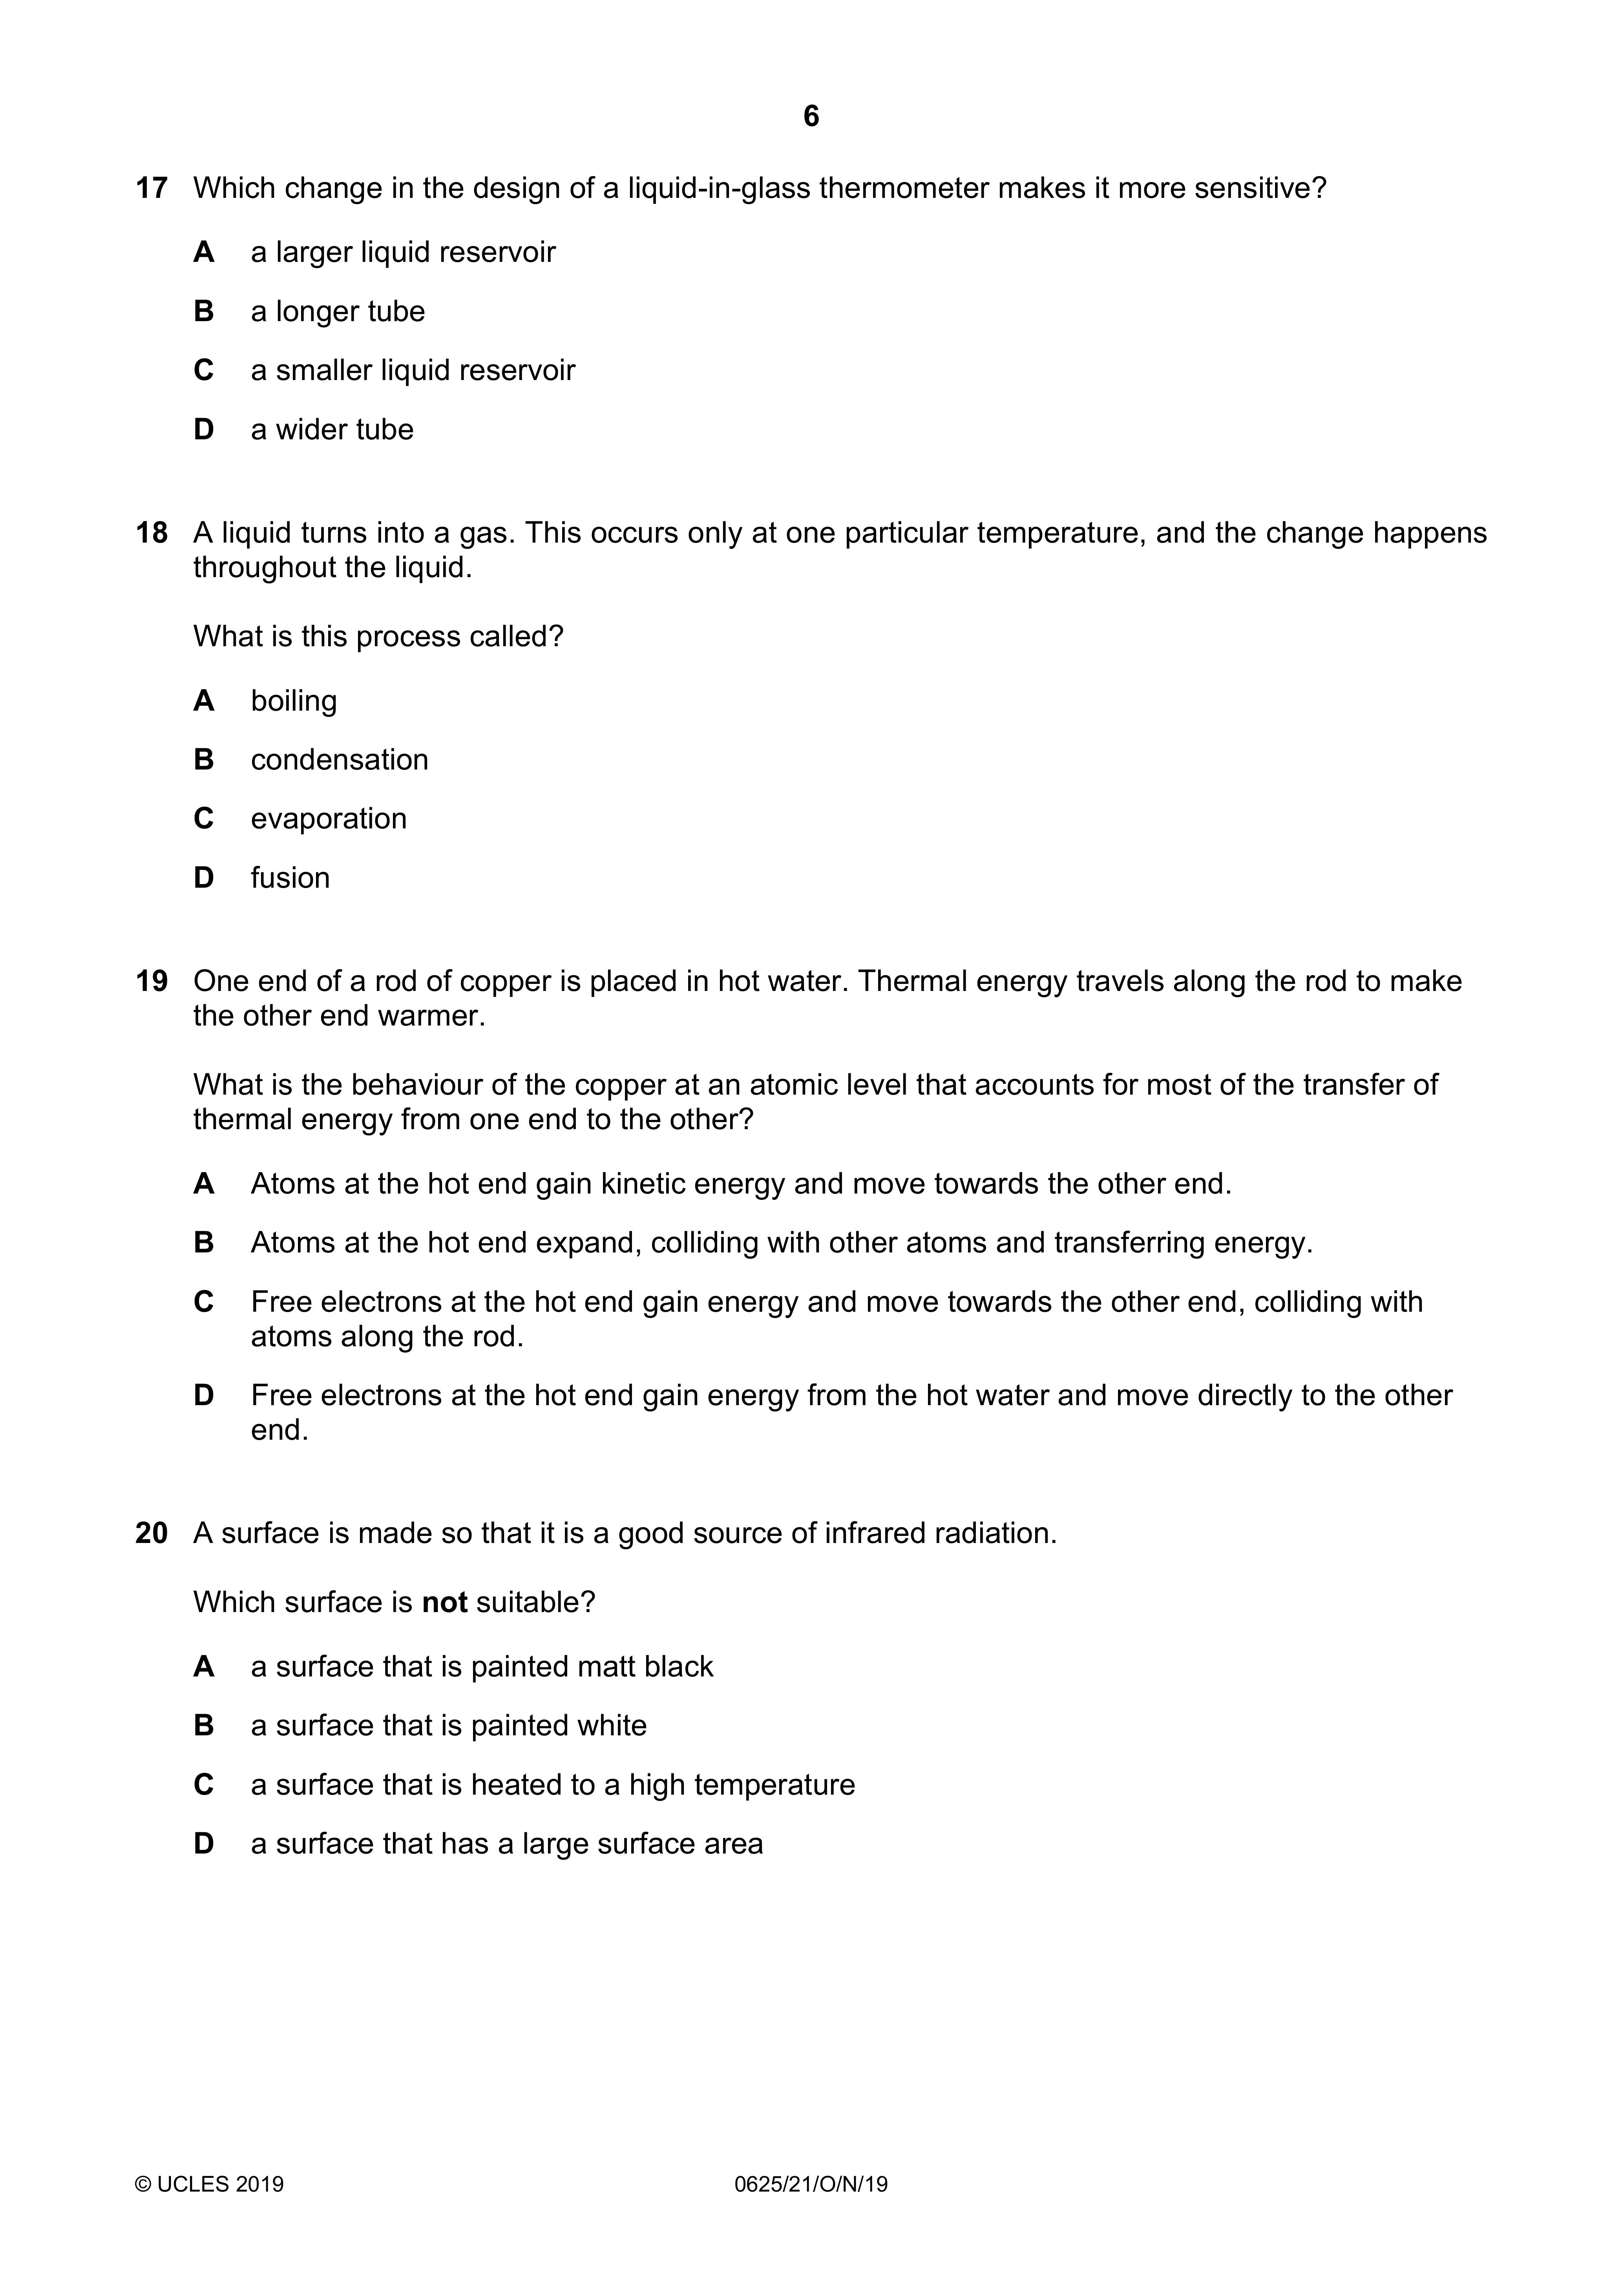 6
17 Which change in the design of a liquid-in-glass thermometer makes it more sensitive?
A a larger liquid reservoir
B a longer tube
C a smaller liquid reservoir
D a wider tube
18 A liquid turns into a gas. This occurs only at one particular temperature, and the change happens
throughout the liquid.
What is this process called?
A boiling
B condensation
C evaporation
D fusion
19 One end of a rod of copper is placed in hot water. Thermal energy travels along the rod to make
the other end warmer.
What is the behaviour of the copper at an atomic level that accounts for most of the transfer of
thermal energy from one end to the other?
A Atoms at the hot end gain kinetic energy and move towards the other end.
B Atoms at the hot end expand, colliding with other atoms and transferring energy.
C Free electrons at the hot end gain energy and move towards the other end, colliding with
atoms along the rod.
D Free electrons at the hot end gain energy from the hot water and move directly to the other
end.
20 A surface is made so that it is a good source of infrared radiation.
Which surface is not suitable?
A a surface that is painted matt black
B a surface that is painted white
C a surface that is heated to a high temperature
D a surface that has a large surface area
© UCLES 2019 0625/21/O/N/19